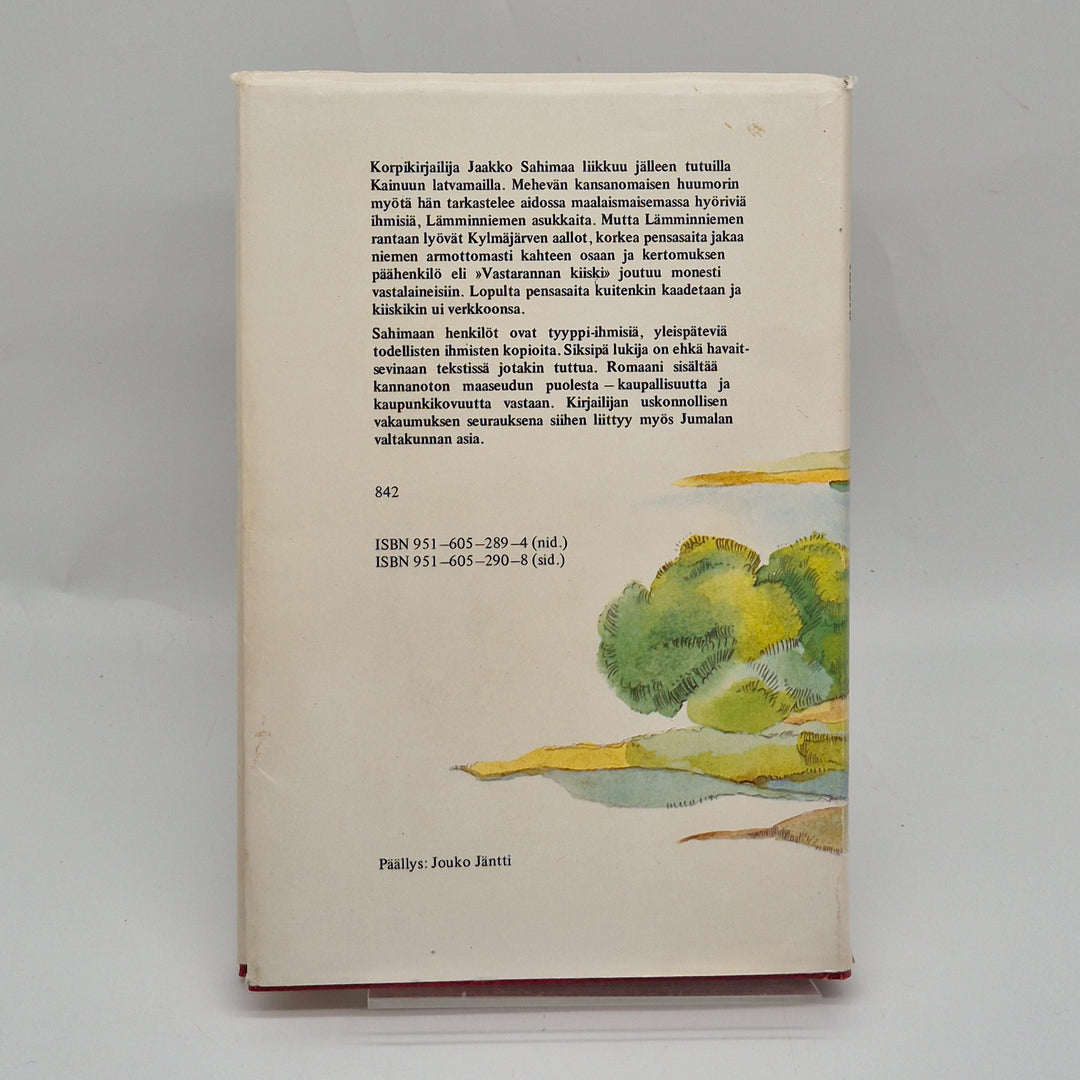 Korpikirjailija Jaakko Sahimaa liikkuu jälleen tutuilla
Kainuun latvamailla. Mehevän kansanomaisen huumorin
myötä hän tarkastelee aidossa maalaismaisemassa hyöriviä
ihmisiä, Lämminniemen asukkaita. Mutta Lämminniemen
rantaan lyövät Kylmäjärven aallot, korkea pensasaita jakaa
niemen armottomasti kahteen osaan ja kertomuksen
päähenkilö eli »Vastarannan kiiski» joutuu monesti
vastalaineisiin. Lopulta pensasaita kuitenkin kaadetaan ja
kiiskikin ui verkkoonsa.
Sahimaan henkilöt ovat tyyppi-ihmisiä, yleispäteviä
todellisten ihmisten kopioita. Siksipä lukija on ehkä havait-
sevinaan tekstissä jotakin tuttua. Romaani sisältää
kannanoton maaseudun puolesta – kaupallisuutta ja
kaupunkikovuutta vastaan. Kirjailijan uskonnollisen
vakaumuksen seurauksena siihen liittyy myös Jumalan
valtakunnan asia.
842
ISBN 951–605–289–4 (nid.)
ISBN 951–605–290–8 (sid.)
Päällys: Jouko Jäntti